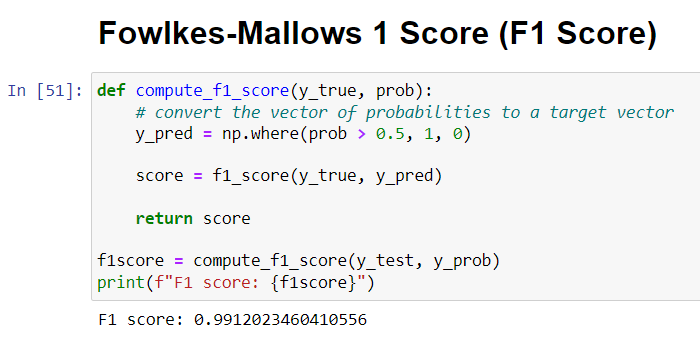 Fowlkes-Mallows 1 Score (F1 Score)
In [51]: def compute_f1_score(y_true, prob):
# convert the vector of probabilities to a target vector
y_pred = np.where(prob > 0.5, 1, 0)
score = f1_score(y_true, y_pred)
return score
f1score = compute_f1_score(y_test, y_prob)
print(f"F1 score: {f1score}")
F1 score: 0.9912023460410556